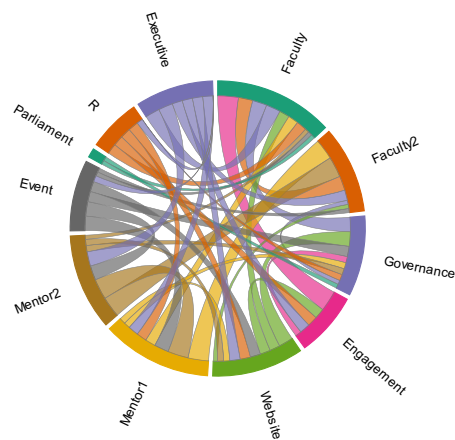 Executive
Faculty
R
Parliament
Faculty2
Event
Governance
Mentor2
Engagement
Mentor1
Website